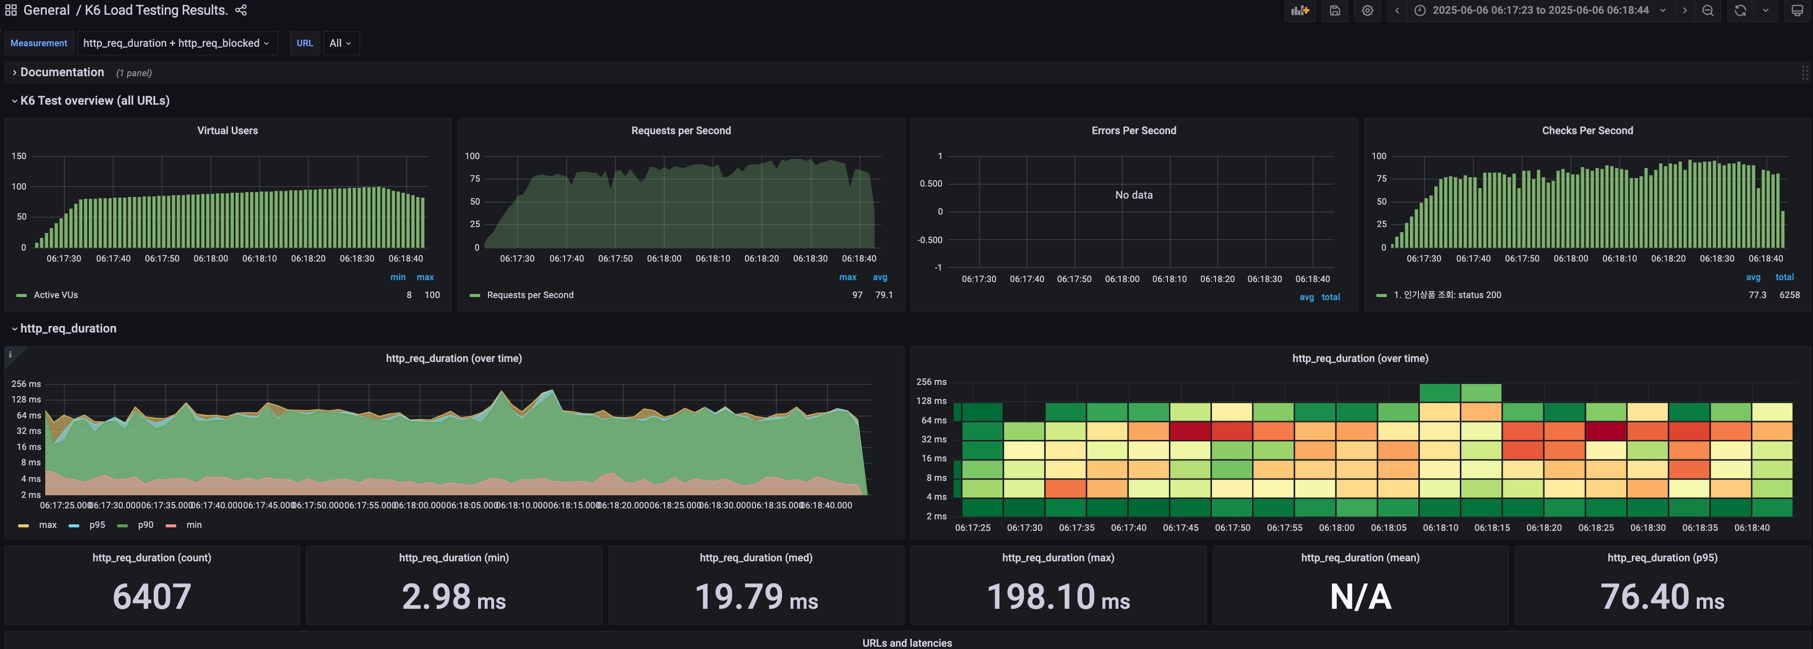 General / K6 Load Testing Results.
2025-06-06 06:17:23 to 2025-06-06 06:18:44
Measurement http_req_duration + http_req_blocked URL All
Documentation (1 panel)
K6 Test overview (all URLs)
Virtual Users
150
100
50
0
06:17:30 06:17:40 06:17:50 06:18:00 06:18:10 06:18:20 06:18:30 06:18:40
min max
Active VUs 8 100
Requests per Second
100
75
50
25
0
06:17:30 06:17:40 06:17:50 06:18:00 06:18:10 06:18:20 06:18:30 06:18:40
max avg
Requests per Second 97 79.1
Errors Per Second
1
0.500
0
-0.500
-1
No data
06:17:30 06:17:40 06:17:50 06:18:00 06:18:10 06:18:20 06:18:30 06:18:40
avg total
Checks Per Second
100
75
50
25
0
06:17:30 06:17:40 06:17:50 06:18:00 06:18:10 06:18:20 06:18:30 06:18:40
avg total
1. 인기상품 조회: status 200 77.3 6258
http_req_duration
i
http_req_duration (over time)
256 ms
128 ms
64 ms
32 ms
16 ms
8 ms
4 ms
2 ms
06:17:25.000 06:17:30.000 06:17:35.000 06:17:40.000 06:17:45.000 06:17:50.000 06:17:55.000 06:18:00.000 06:18:05.000 06:18:10.000 06:18:15.000 06:18:20.000 06:18:25.000 06:18:30.000 06:18:35.000 06:18:40.000
max p95 p90 min
http_req_duration (over time)
256 ms
128 ms
64 ms
32 ms
16 ms
8 ms
4 ms
2 ms
06:17:25 06:17:30 06:17:35 06:17:40 06:17:45 06:17:50 06:17:55 06:18:00 06:18:05 06:18:10 06:18:15 06:18:20 06:18:25 06:18:30 06:18:35 06:18:40
http_req_duration (count)
6407
http_req_duration (min)
2.98 ms
http_req_duration (med)
19.79 ms
http_req_duration (max)
198.10 ms
http_req_duration (mean)
N/A
http_req_duration (p95)
76.40 ms
URLs and latencies